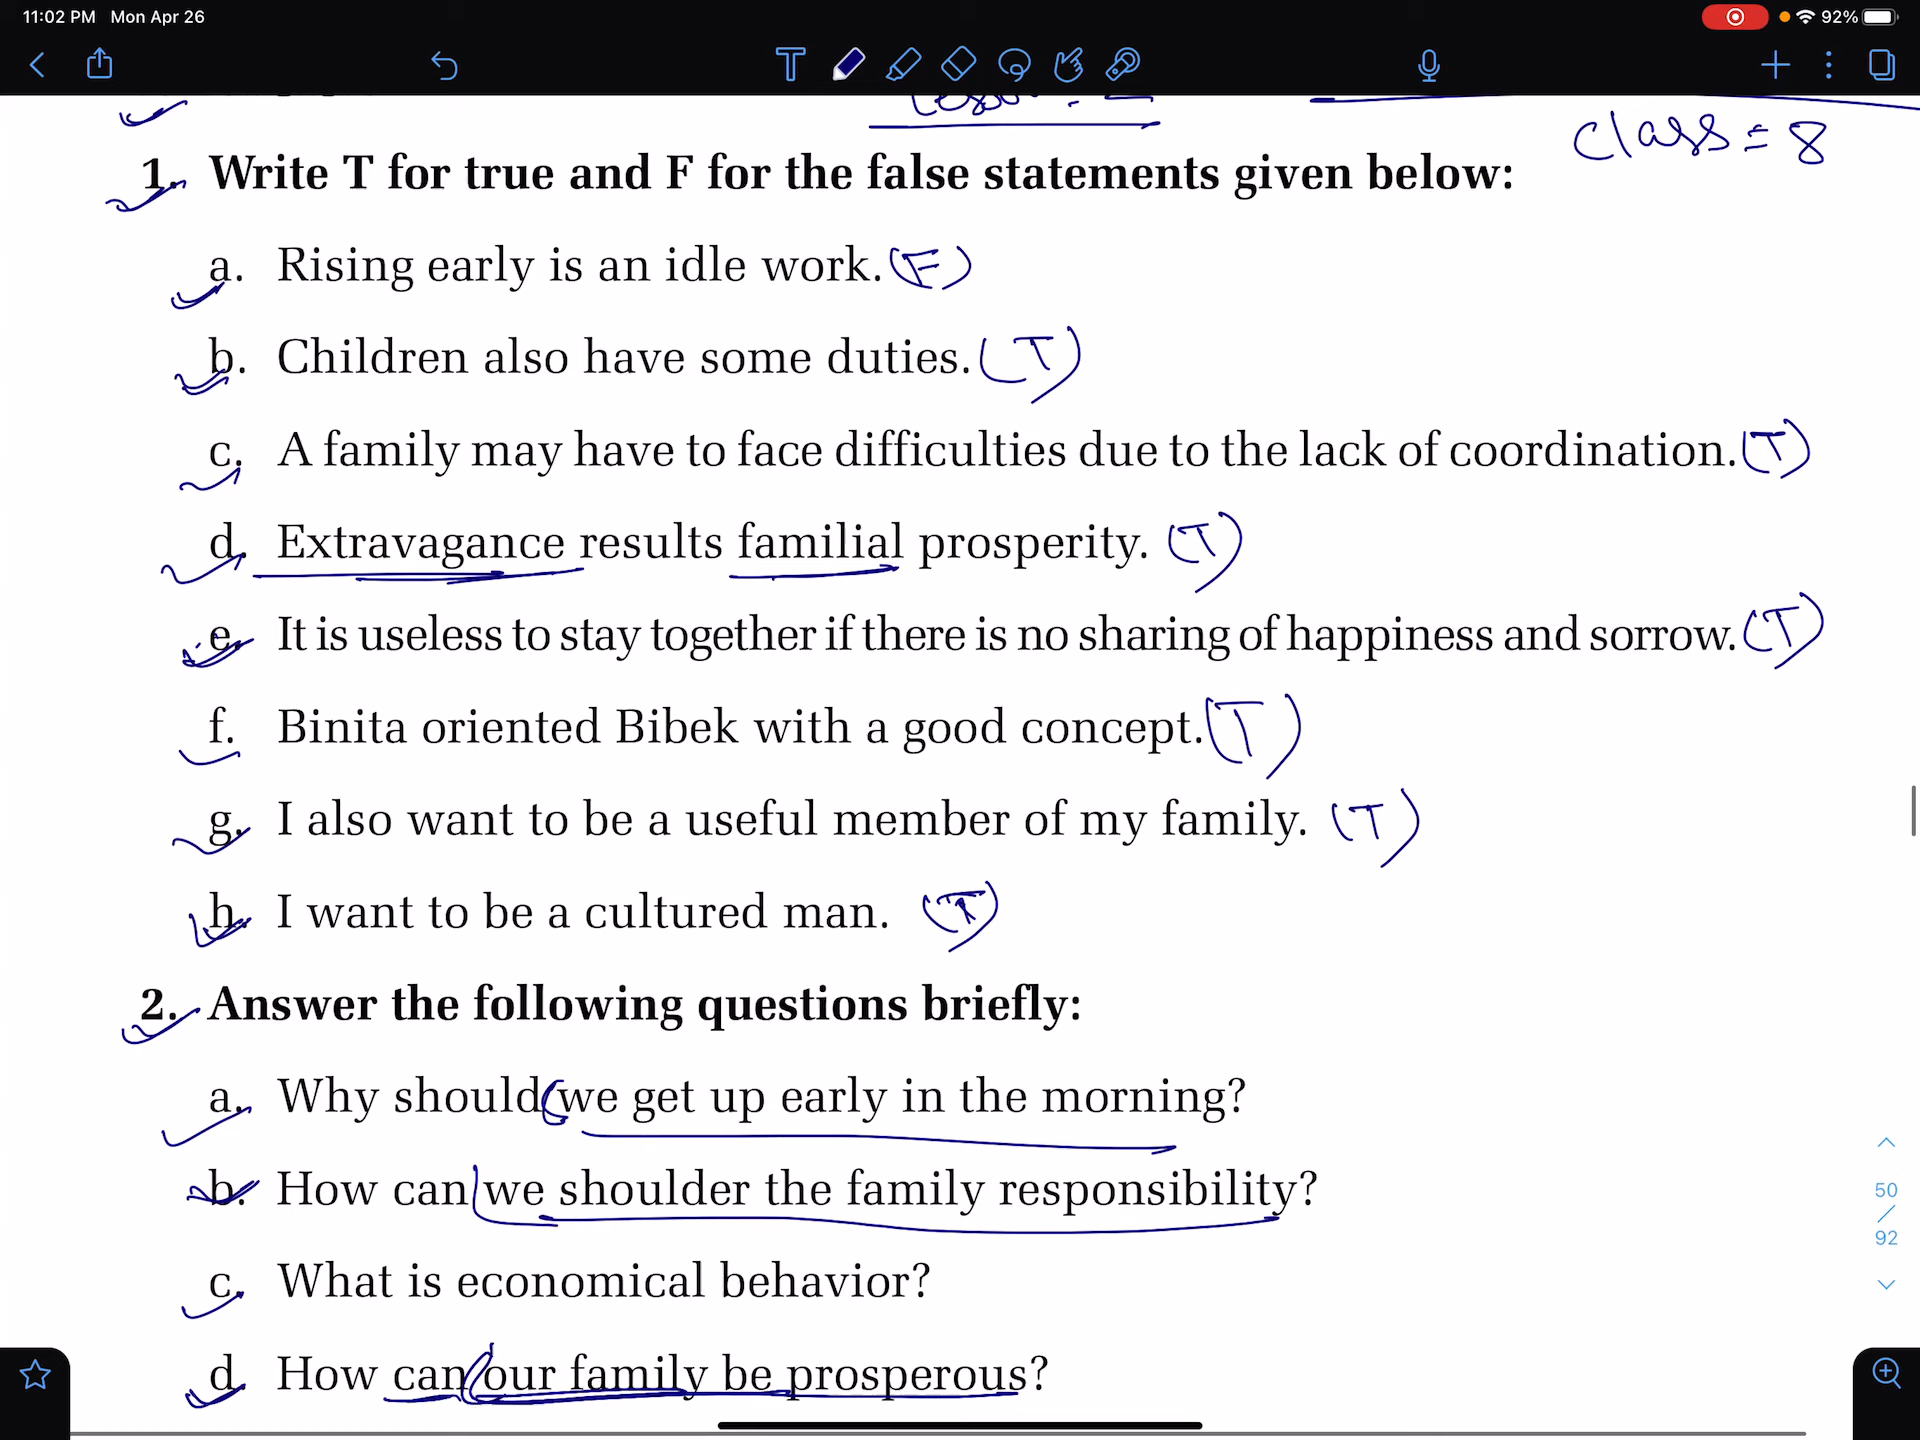 11:02 PM Mon Apr 26
92%
class = 8
1. Write T for true and F for the false statements given below:
a. Rising early is an idle work. (F)
b. Children also have some duties. (T)
c. A family may have to face difficulties due to the lack of coordination. (T)
d. Extravagance results familial prosperity. (T)
e. It is useless to stay together if there is no sharing of happiness and sorrow. (T)
f. Binita oriented Bibek with a good concept. (T)
g. I also want to be a useful member of my family. (T)
h. I want to be a cultured man. (T)
2. Answer the following questions briefly:
a. Why should we get up early in the morning?
b. How can we shoulder the family responsibility?
c. What is economical behavior?
d. How can our family be prosperous?
50
/
92